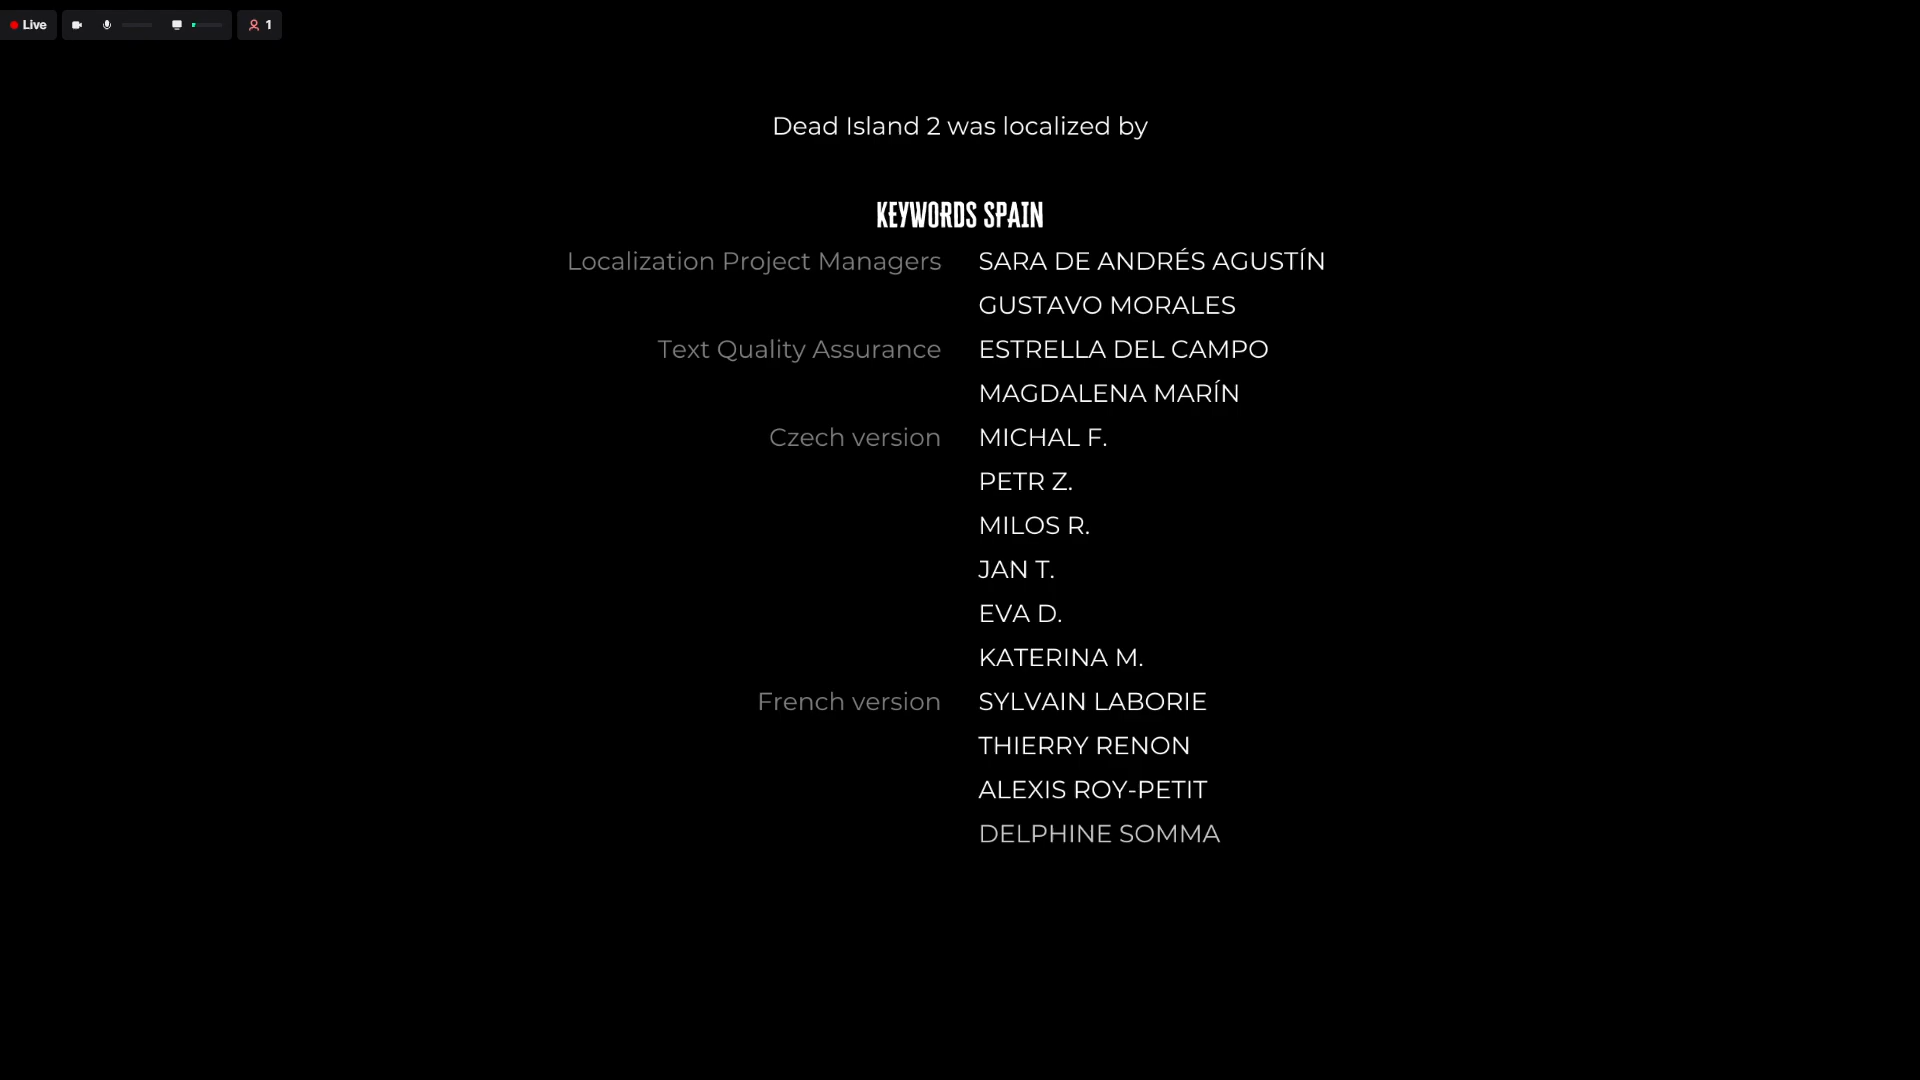 Live
1
Dead Island 2 was localized by
KEYWORDS SPAIN
Localization Project Managers SARA DE ANDRÉS AGUSTÍN
GUSTAVO MORALES
Text Quality Assurance ESTRELLA DEL CAMPO
MAGDALENA MARÍN
Czech version MICHAL F.
PETR Z.
MILOS R.
JAN T.
EVA D.
KATERINA M.
French version SYLVAIN LABORIE
THIERRY RENON
ALEXIS ROY-PETIT
DELPHINE SOMMA